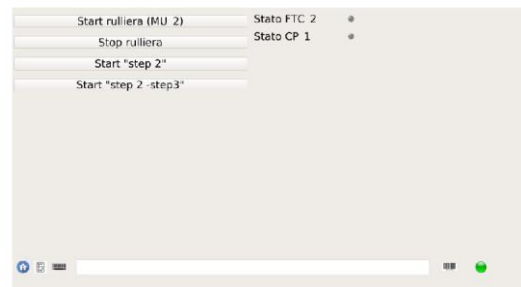 Start rulliera (MU 2)
Stop rulliera
Start "step 2"
Start "step 2 -step3"
Stato FTC 2
Stato CP 1